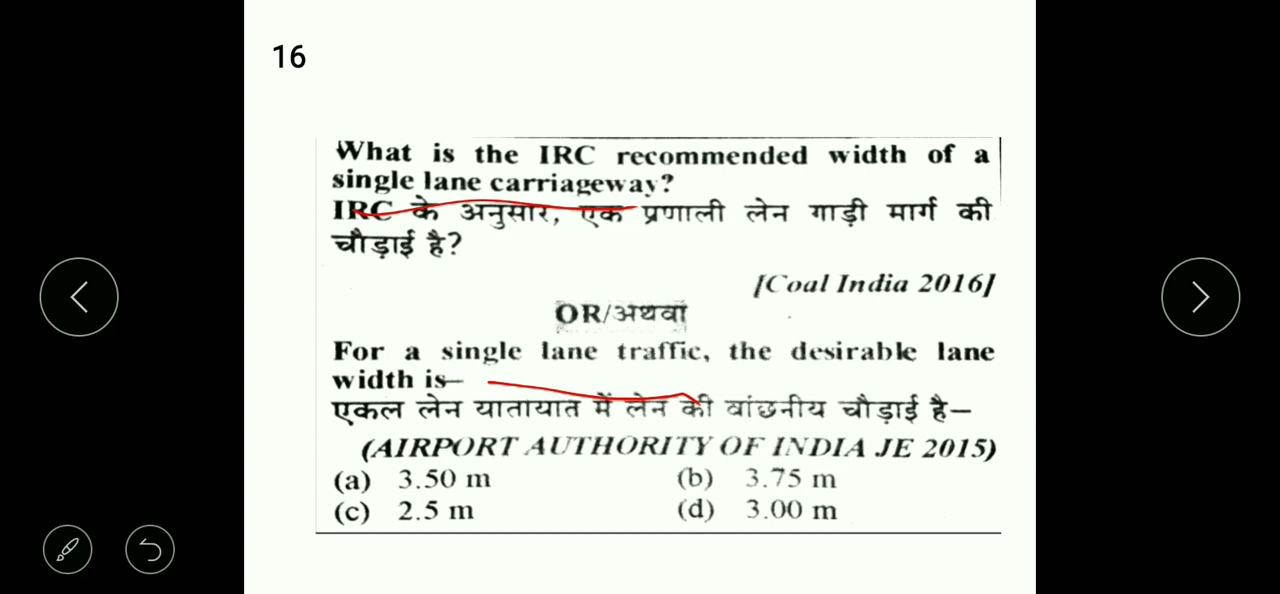 16
What is the IRC recommended width of a
single lane carriageway?
IRC के अनुसार, एक प्रणाली लेन गाड़ी मार्ग की
चौड़ाई है?
[Coal India 2016]
OR/अथवा
For a single lane traffic, the desirable lane
width is–
एकल लेन यातायात में लेन की वांछनीय चौड़ाई है–
(AIRPORT AUTHORITY OF INDIA JE 2015)
(a) 3.50 m (b) 3.75 m
(c) 2.5 m (d) 3.00 m